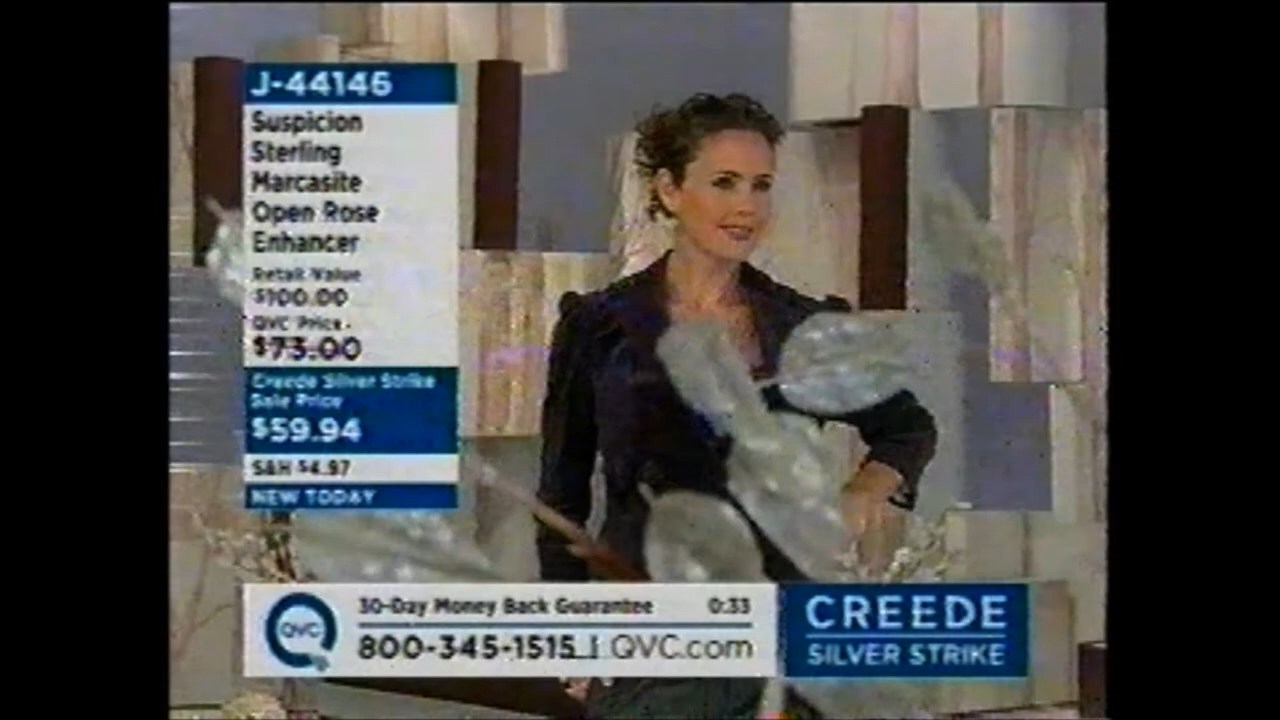 J-44146
Suspicion
Sterling
Marcasite
Open Rose
Enhancer
Retail Value
$100.00
QVC Price
$73.00
Creede Silver Strike
Sale Price
$59.94
S&H $4.97
NEW TODAY
QVC
30-Day Money Back Guarantee 0:33
800-345-1515 | QVC.com
CREEDE
SILVER STRIKE